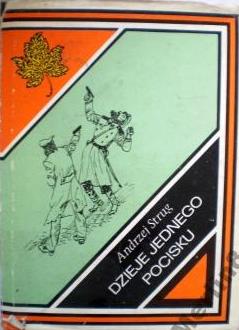 Andrzej Strug
DZIEJE JEDNEGO
POCISKU